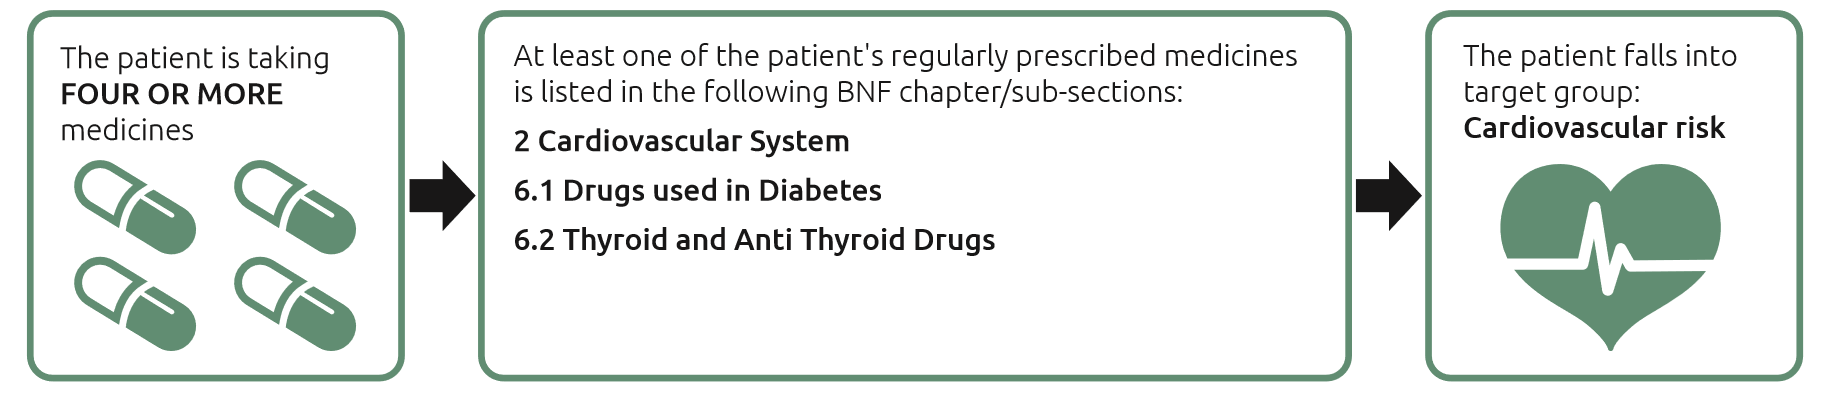 The patient is taking
FOUR OR MORE
medicines
At least one of the patient's regularly prescribed medicines
is listed in the following BNF chapter/sub-sections:
2 Cardiovascular System
6.1 Drugs used in Diabetes
6.2 Thyroid and Anti Thyroid Drugs
The patient falls into
target group:
Cardiovascular risk